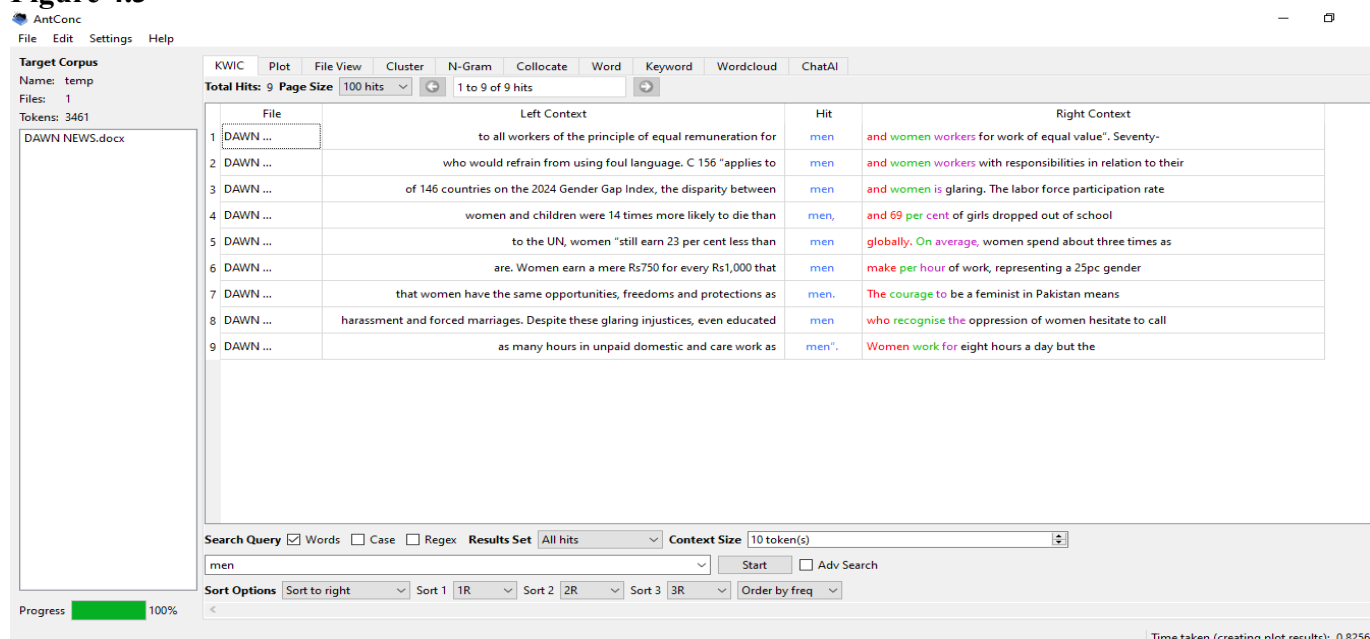 AntConc
File Edit Settings Help
Target Corpus
Name: temp
Files: 1
Tokens: 3461
DAWN NEWS.docx
Progress 100%
KWIC Plot File View Cluster N-Gram Collocate Word Keyword Wordcloud ChatAI
Total Hits: 9 Page Size 100 hits 1 to 9 of 9 hits
File Left Context Hit Right Context
1 DAWN ... to all workers of the principle of equal remuneration for men and women workers for work of equal value". Seventy-
2 DAWN ... who would refrain from using foul language. C 156 "applies to men and women workers with responsibilities in relation to their
3 DAWN ... of 146 countries on the 2024 Gender Gap Index, the disparity between men and women is glaring. The labor force participation rate
4 DAWN ... women and children were 14 times more likely to die than men, and 69 per cent of girls dropped out of school
5 DAWN ... to the UN, women "still earn 23 per cent less than men globally. On average, women spend about three times as
6 DAWN ... are. Women earn a mere Rs750 for every Rs1,000 that men make per hour of work, representing a 25pc gender
7 DAWN ... that women have the same opportunities, freedoms and protections as men. The courage to be a feminist in Pakistan means
8 DAWN ... harassment and forced marriages. Despite these glaring injustices, even educated men who recognise the oppression of women hesitate to call
9 DAWN ... as many hours in unpaid domestic and care work as men". Women work for eight hours a day but the
Search Query Words Case Regex Results Set All hits Context Size 10 token(s)
men Start Adv Search
Sort Options Sort to right Sort 1 1R Sort 2 2R Sort 3 3R Order by freq
Time taken (creating plot results): 0.8256